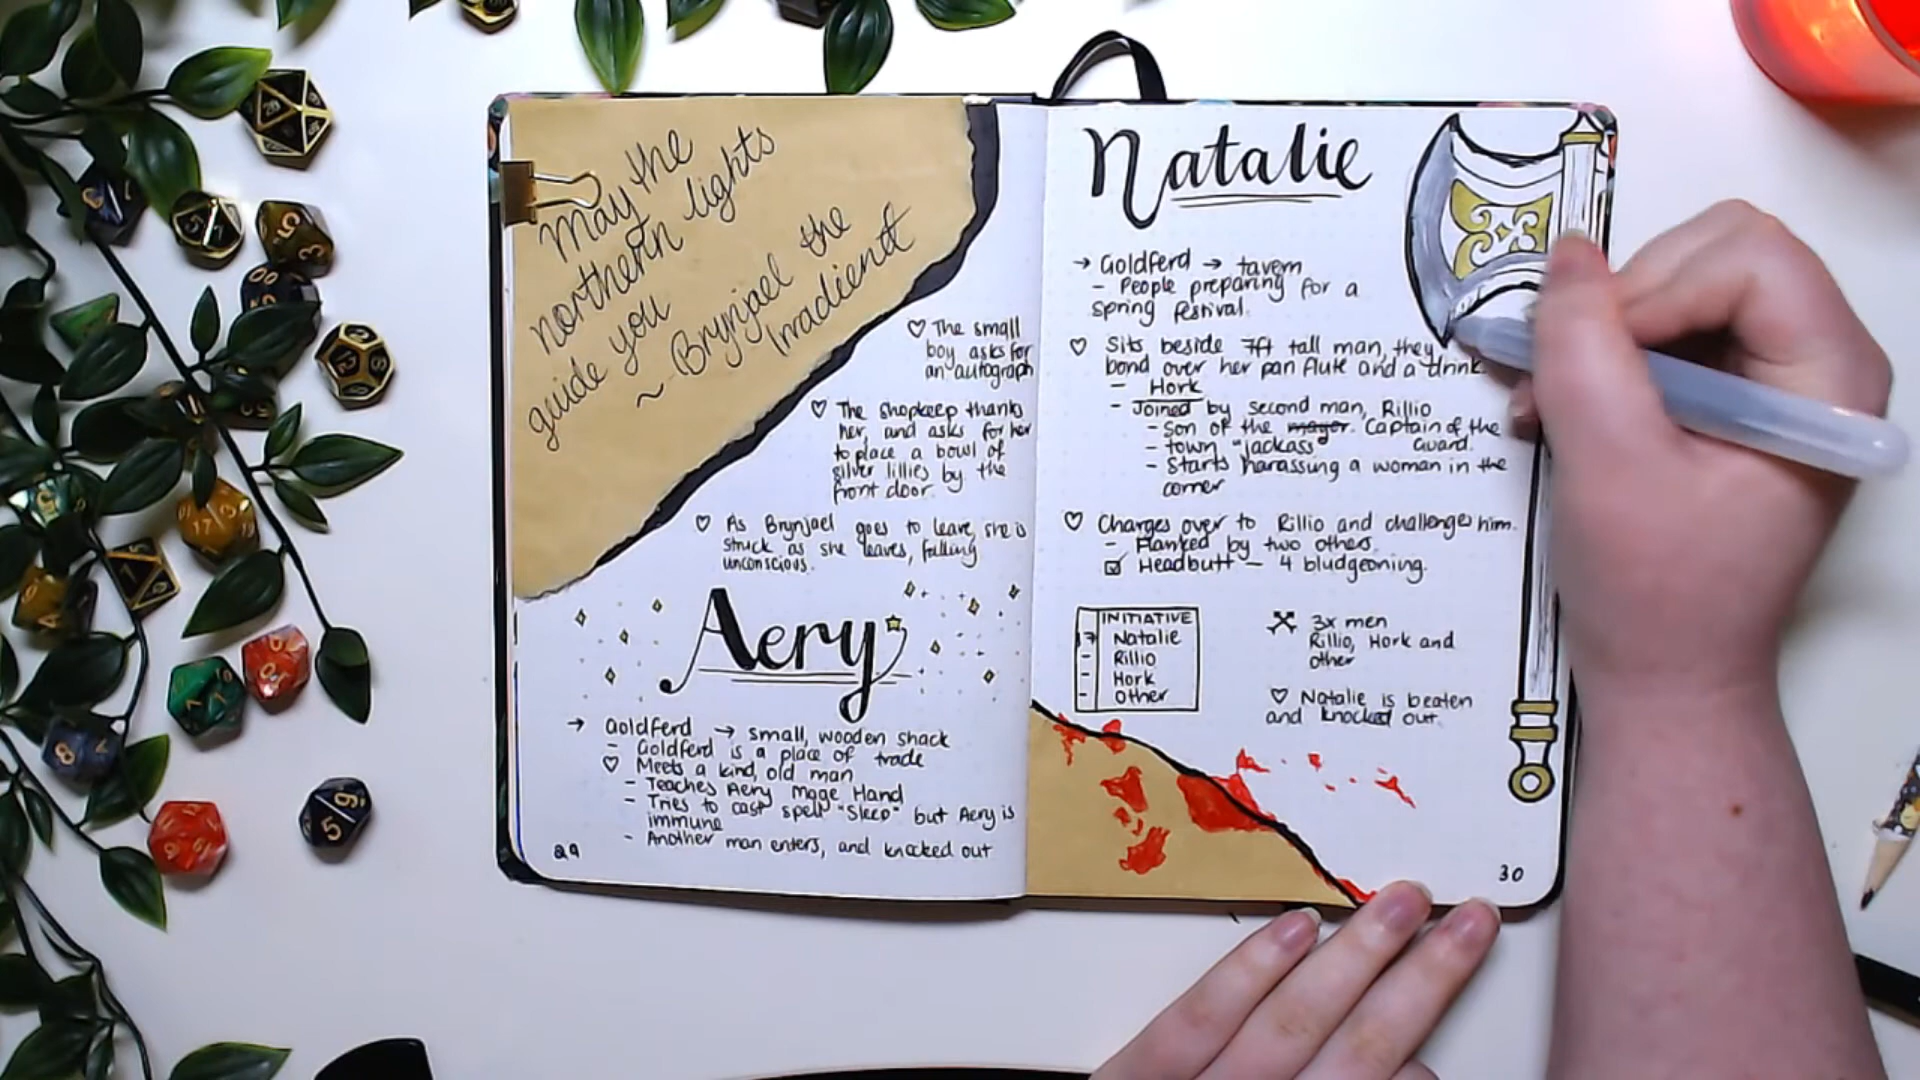 May the
northern lights
guide you
~ Brynjael the
Irradient
♡ The small
boy asks for
an autograph
♡ The shopkeep thanks
her, and asks for her
to place a bowl of
silver lillies by the
front door.
♡ As Brynjael goes to leave, she is
struck as she leaves, falling
unconscious.
Aery
→ Goldferd → small, wooden shack
- Goldferd is a place of trade
♡ Meets a kind, old man
- Teaches Aery Mage Hand
- Tries to cast spell "Sleep" but Aery is
immune
- Another man enters, and knocked out
29
Natalie
→ Goldferd → tavern
- People preparing for a
spring festival.
♡ Sits beside 7ft tall man, they
bond over her pan flute and a drink.
- Hork
- Joined by second man, Rillio
- Son of the mayor. Captain of the
Guard.
- town "jackass"
- Starts harassing a woman in the
corner
♡ Charges over to Rillio and challenges him.
- Flanked by two others.
☑ Headbutt - 4 bludgeoning.
INITIATIVE
17 Natalie
- Rillio
- Hork
- Other
3x men
Rillio, Hork and
other
♡ Natalie is beaten
and knocked out.
30